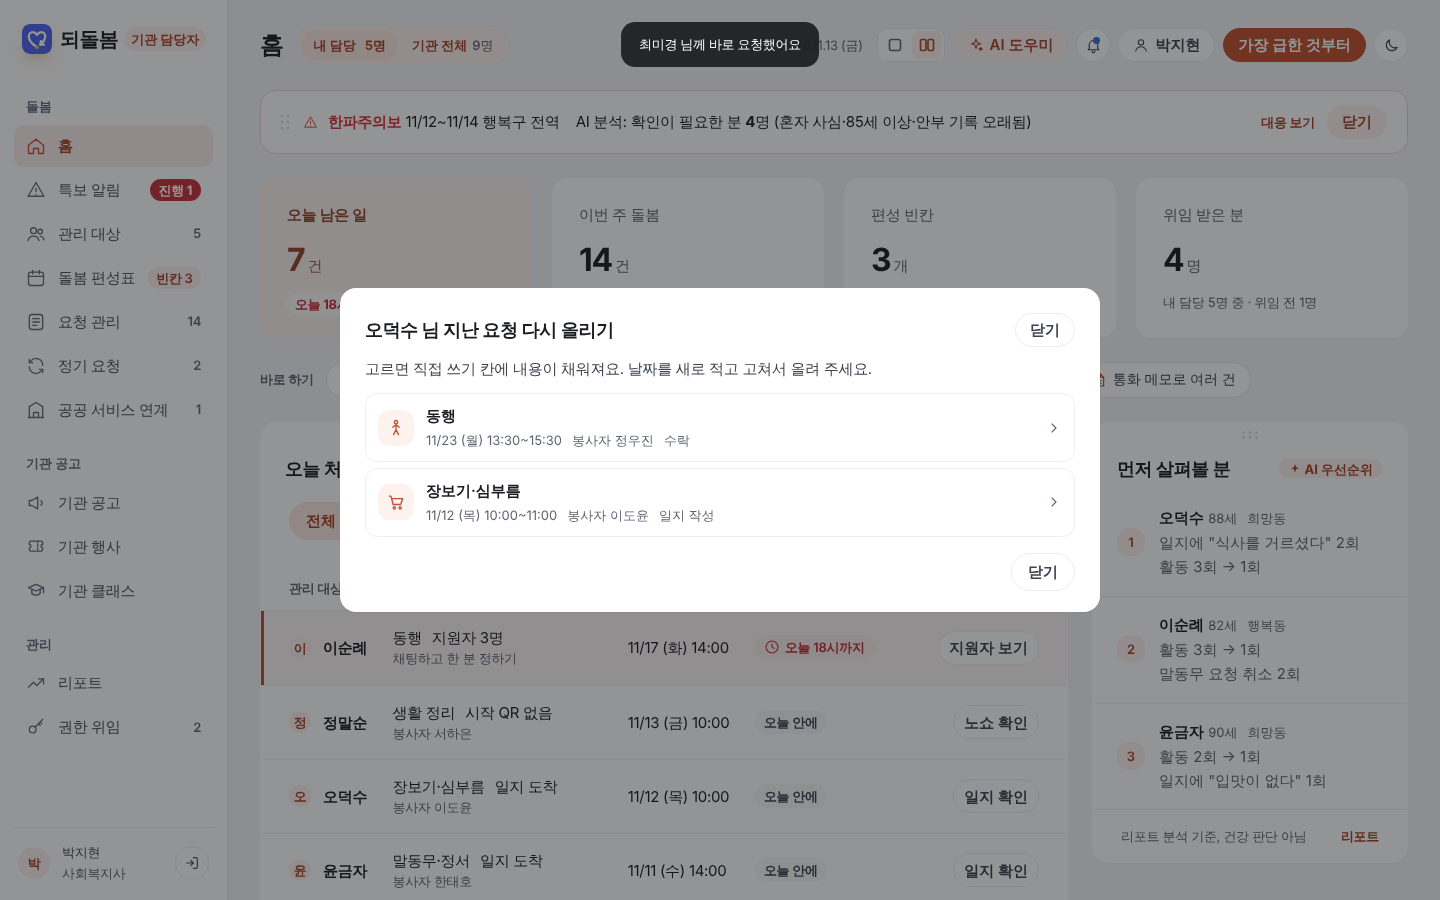 되돌봄 기관 담당자
돌봄
홈
특보 알림 진행 1
관리 대상 5
돌봄 편성표 빈칸 3
요청 관리 14
정기 요청 2
공공 서비스 연계 1
기관 공고
기관 공고
기관 행사
기관 클래스
관리
리포트
권한 위임 2
박 박지현
사회복지사
홈 내 담당 5명 기관 전체 9명
최미경 님께 바로 요청했어요
11.13 (금)
AI 도우미
박지현
가장 급한 것부터
한파주의보 11/12~11/14 행복구 전역 AI 분석: 확인이 필요한 분 4명 (혼자 사심·85세 이상·안부 기록 오래됨) 대응 보기 닫기
오늘 남은 일
7건
오늘 18시
이번 주 돌봄
14건
편성 빈칸
3개
위임 받은 분
4명
내 담당 5명 중 · 위임 전 1명
바로 하기
통화 메모로 여러 건
오덕수 님 지난 요청 다시 올리기 닫기
고르면 직접 쓰기 칸에 내용이 채워져요. 날짜를 새로 적고 고쳐서 올려 주세요.
동행
11/23 (월) 13:30~15:30 봉사자 정우진 수락
장보기·심부름
11/12 (목) 10:00~11:00 봉사자 이도윤 일지 작성
닫기
오늘 처
전체
관리 대상
이 이순례 동행 지원자 3명 11/17 (화) 14:00 오늘 18시까지 지원자 보기
채팅하고 한 분 정하기
정 정말순 생활 정리 시작 QR 없음 11/13 (금) 10:00 오늘 안에 노쇼 확인
봉사자 서하은
오 오덕수 장보기·심부름 일지 도착 11/12 (목) 10:00 오늘 안에 일지 확인
봉사자 이도윤
윤 윤금자 말동무·정서 일지 도착 11/11 (수) 14:00 오늘 안에 일지 확인
봉사자 한태호
먼저 살펴볼 분 AI 우선순위
1 오덕수 88세 희망동
일지에 "식사를 거르셨다" 2회
활동 3회 → 1회
2 이순례 82세 행복동
활동 3회 → 1회
말동무 요청 취소 2회
3 윤금자 90세 희망동
활동 2회 → 1회
일지에 "입맛이 없다" 1회
리포트 분석 기준, 건강 판단 아님 리포트